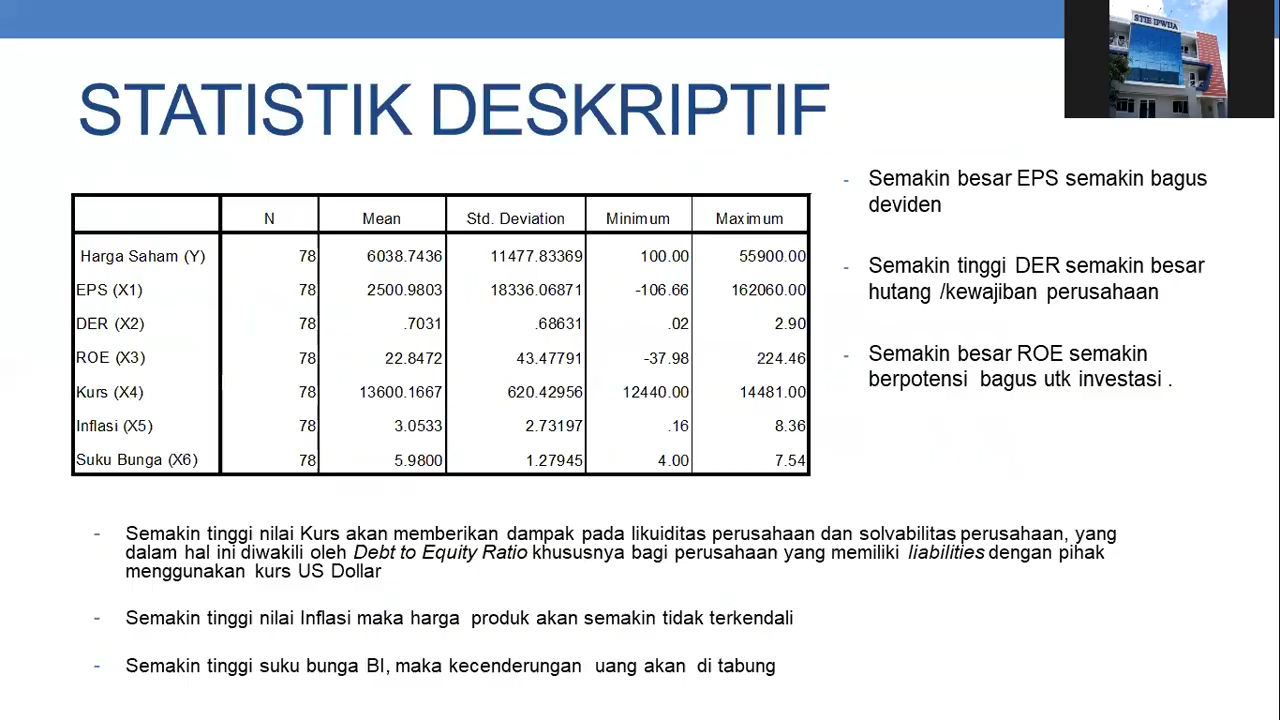 STIE IPWIJA
STATISTIK DESKRIPTIF
N Mean Std. Deviation Minimum Maximum
Harga Saham (Y) 78 6038.7436 11477.83369 100.00 55900.00
EPS (X1) 78 2500.9803 18336.06871 -106.66 162060.00
DER (X2) 78 .7031 .68631 .02 2.90
ROE (X3) 78 22.8472 43.47791 -37.98 224.46
Kurs (X4) 78 13600.1667 620.42956 12440.00 14481.00
Inflasi (X5) 78 3.0533 2.73197 .16 8.36
Suku Bunga (X6) 78 5.9800 1.27945 4.00 7.54
- Semakin besar EPS semakin bagus
deviden
- Semakin tinggi DER semakin besar
hutang /kewajiban perusahaan
- Semakin besar ROE semakin
berpotensi bagus utk investasi .
- Semakin tinggi nilai Kurs akan memberikan dampak pada likuiditas perusahaan dan solvabilitas perusahaan, yang
dalam hal ini diwakili oleh Debt to Equity Ratio khususnya bagi perusahaan yang memiliki liabilities dengan pihak
menggunakan kurs US Dollar
- Semakin tinggi nilai Inflasi maka harga produk akan semakin tidak terkendali
- Semakin tinggi suku bunga BI, maka kecenderungan uang akan di tabung